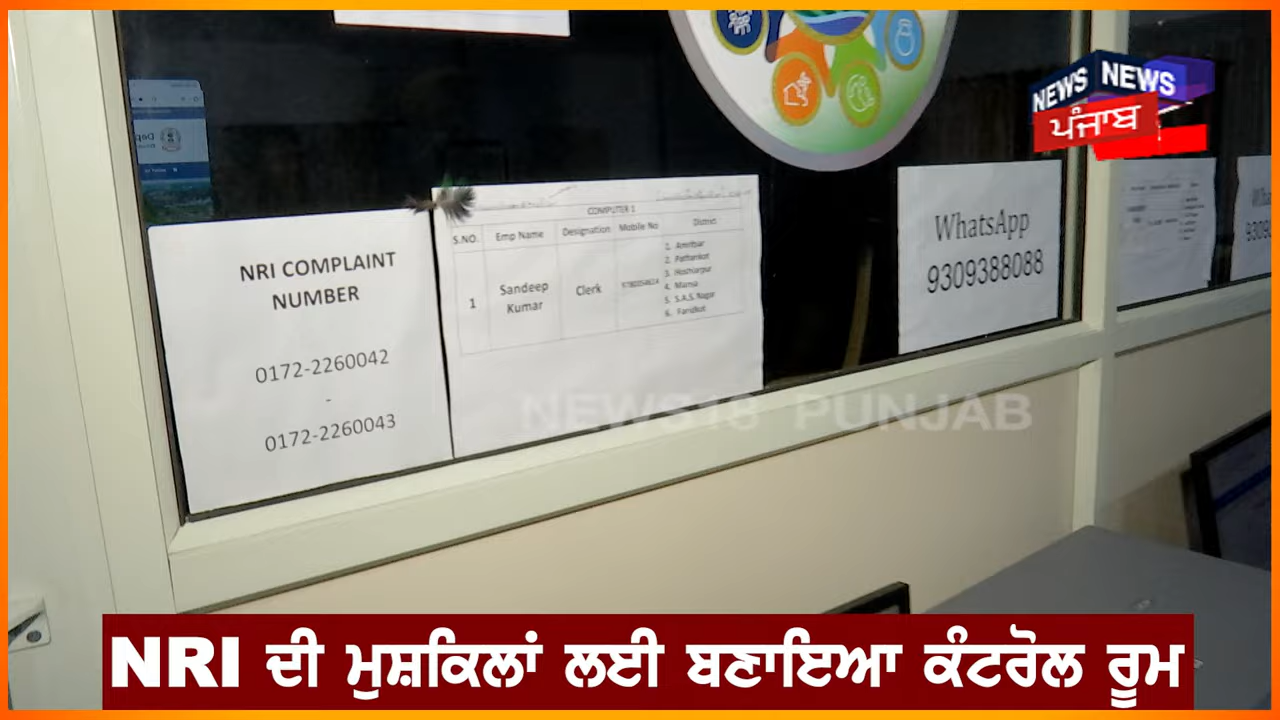 NEWS NEWS
ਪੰਜਾਬ
NRI COMPLAINT
NUMBER
0172-2260042
-
0172-2260043
COMPUTER 1
S.NO. Emp Name Designation Mobile No District
1 Sandeep Kumar Clerk
1. Amritsar
2. Pathankot
3. Hoshiarpur
4. Mansa
5. S.A.S. Nagar
6. Faridkot
WhatsApp
9309388088
NEWS18 PUNJAB
NRI ਦੀ ਮੁਸ਼ਕਿਲਾਂ ਲਈ ਬਣਾਇਆ ਕੰਟਰੋਲ ਰੂਮ